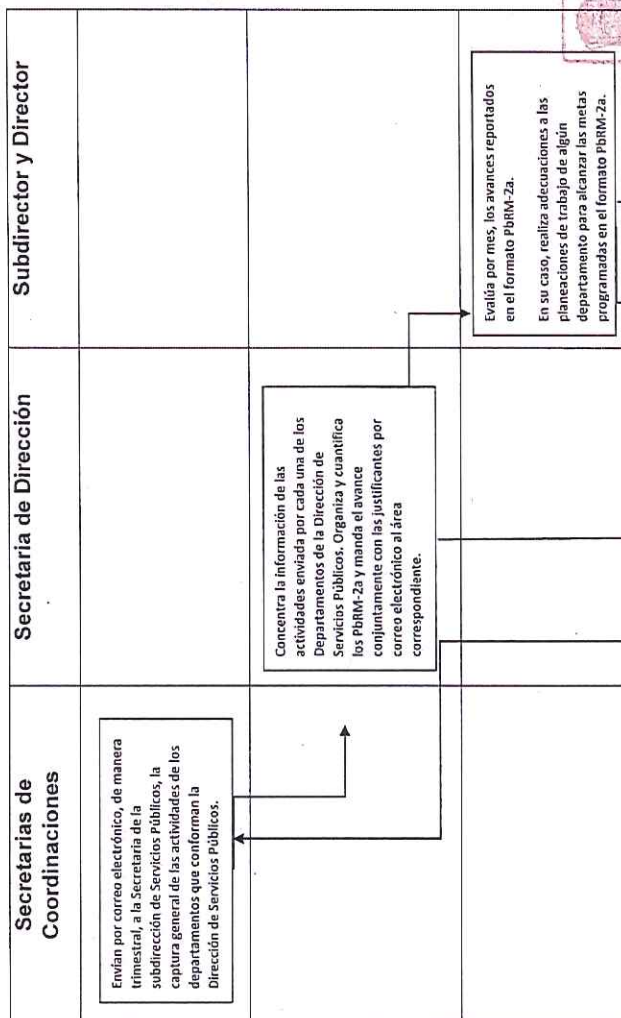 Secretarias de
Coordinaciones
Secretaria de Dirección
Subdirector y Director
Envian por correo electrónico, de manera
trimestral, a la Secretaria de la
subdirección de Servicios Públicos, la
captura general de las actividades de los
departamentos que conforman la
Dirección de Servicios Públicos.
Concentra la información de las
actividades enviada por cada una de los
Departamentos de la Dirección de
Servicios Públicos. Organiza y cuantifica
los PbRM-2a y manda el avance
conjuntamente con las justificantes por
correo electrónico al área
correspondiente.
Evalúa por mes, los avances reportados
en el formato PbRM-2a.
En su caso, realiza adecuaciones a las
planeaciones de trabajo de algún
departamento para alcanzar las metas
programadas en el formato PbRM-2a.